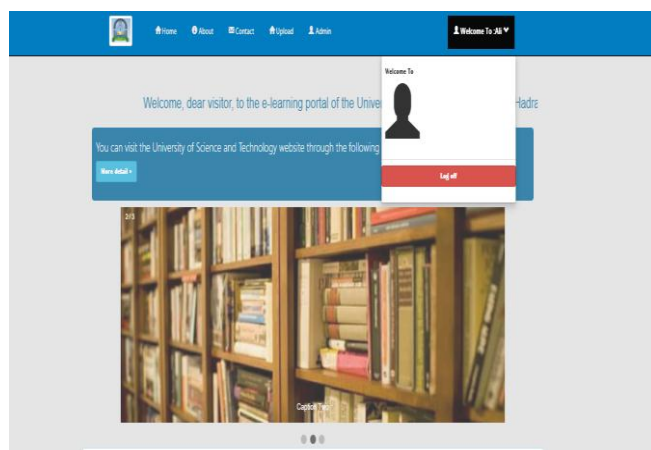 Home About Contact Upload Admin
Welcome To :Ali
Welcome To
Log off
Welcome, dear visitor, to the e-learning portal of the Univer
Hadra
You can visit the University of Science and Technology website through the following
More detail »
2/3
Caption Two